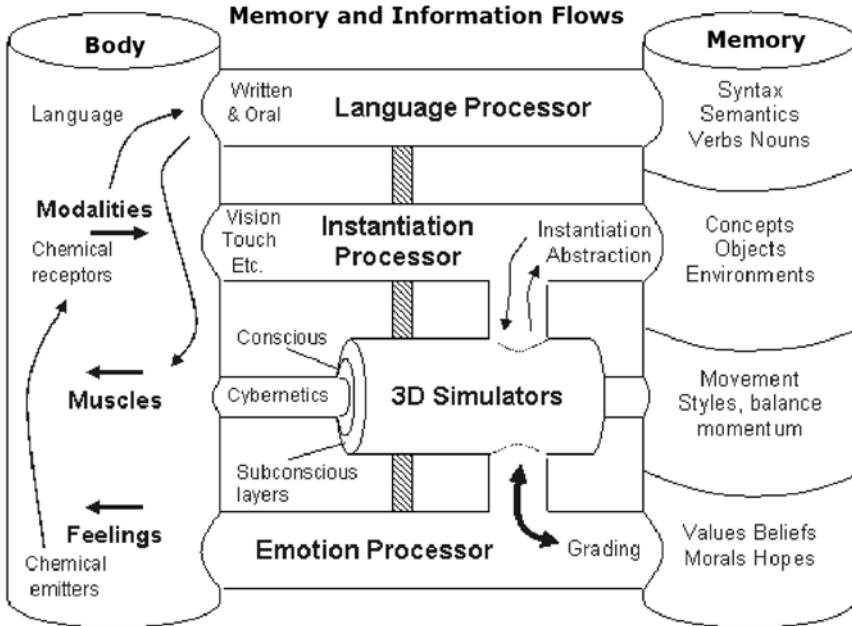 Memory and Information Flows
Body
Memory
Language
Written
& Oral
Language Processor
Syntax
Semantics
Verbs Nouns
Modalities
Chemical
receptors
Vision
Touch
Etc.
Instantiation
Processor
Instantiation
Abstraction
Concepts
Objects
Environments
Conscious
Muscles
Cybernetics
3D Simulators
Movement
Styles, balance
momentum
Subconscious
layers
Feelings
Chemical
emitters
Emotion Processor
Grading
Values Beliefs
Morals Hopes